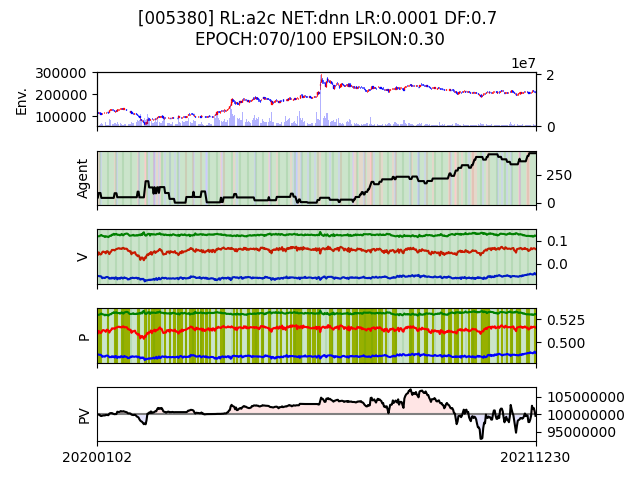 [005380] RL:a2c NET:dnn LR:0.0001 DF:0.7
EPOCH:070/100 EPSILON:0.30
1e7
Env.
300000
200000
100000
2
0
Agent
250
0
V
0.1
0.0
P
0.525
0.500
PV
105000000
100000000
95000000
20200102
20211230